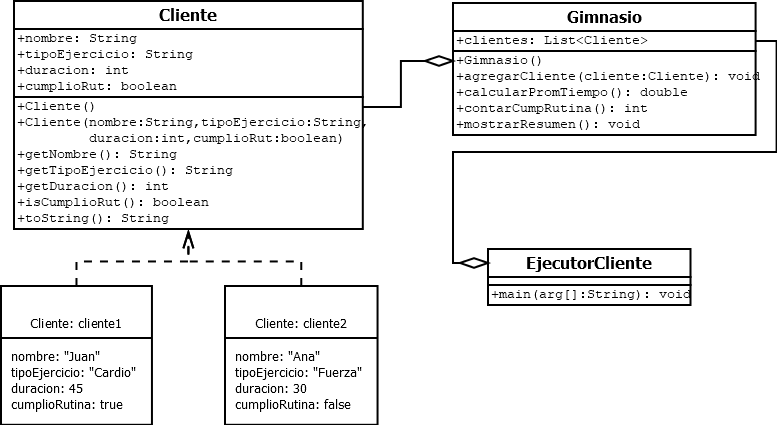 Cliente
+nombre: String
+tipoEjercicio: String
+duracion: int
+cumplioRut: boolean
+Cliente()
+Cliente(nombre:String,tipoEjercicio:String,
duracion:int,cumplioRut:boolean)
+getNombre(): String
+getTipoEjercicio(): String
+getDuracion(): int
+isCumplioRut(): boolean
+toString(): String
Gimnasio
+clientes: List<Cliente>
+Gimnasio()
+agregarCliente(cliente:Cliente): void
+calcularPromTiempo(): double
+contarCumpRutina(): int
+mostrarResumen(): void
EjecutorCliente
+main(arg[]:String): void
Cliente: cliente1
nombre: "Juan"
tipoEjercicio: "Cardio"
duracion: 45
cumplioRutina: true
Cliente: cliente2
nombre: "Ana"
tipoEjercicio: "Fuerza"
duracion: 30
cumplioRutina: false